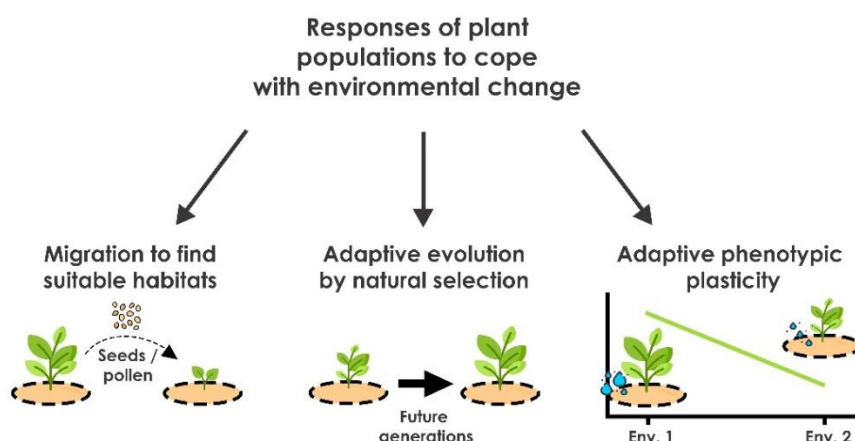 Responses of plant
populations to cope
with environmental change
Migration to find
suitable habitats
Seeds /
pollen
Adaptive evolution
by natural selection
Future
generations
Adaptive phenotypic
plasticity
Env. 1
Env. 2